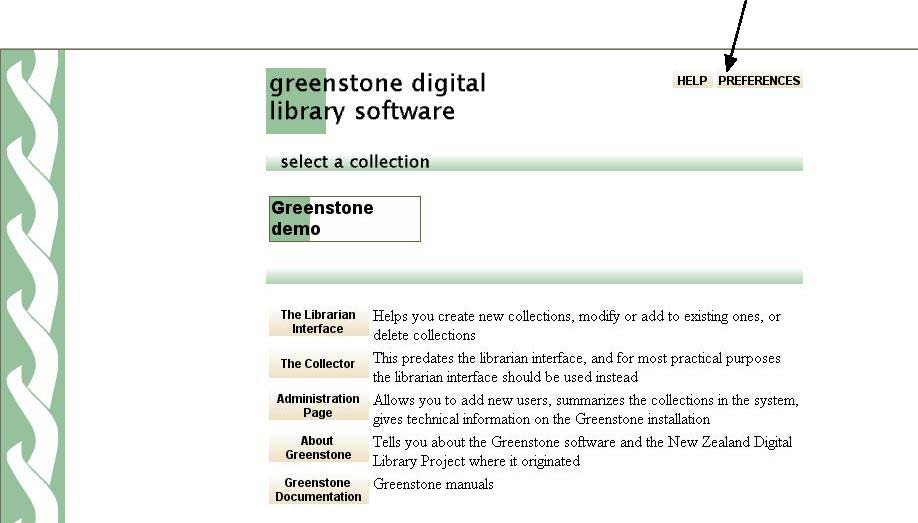 greenstone digital
library software
HELP PREFERENCES
select a collection
Greenstone
demo
The Librarian
Interface
Helps you create new collections, modify or add to existing ones, or
delete collections
The Collector
This predates the librarian interface, and for most practical purposes
the librarian interface should be used instead
Administration
Page
Allows you to add new users, summarizes the collections in the system,
gives technical information on the Greenstone installation
About
Greenstone
Tells you about the Greenstone software and the New Zealand Digital
Library Project where it originated
Greenstone
Documentation
Greenstone manuals